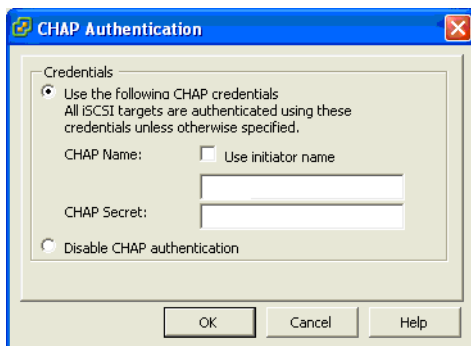 CHAP Authentication
Credentials
Use the following CHAP credentials
All iSCSI targets are authenticated using these
credentials unless otherwise specified.
CHAP Name:
Use initiator name
CHAP Secret:
Disable CHAP authentication
OK
Cancel
Help